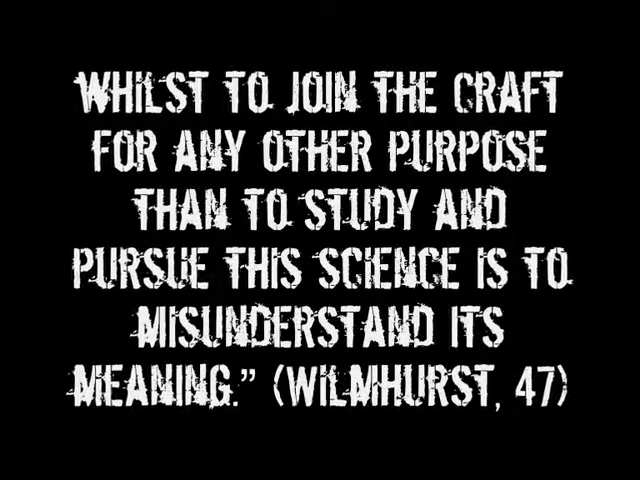 WHILST TO JOIN THE CRAFT
FOR ANY OTHER PURPOSE
THAN TO STUDY AND
PURSUE THIS SCIENCE IS TO
MISUNDERSTAND ITS
MEANING.” (WILMHURST, 47)